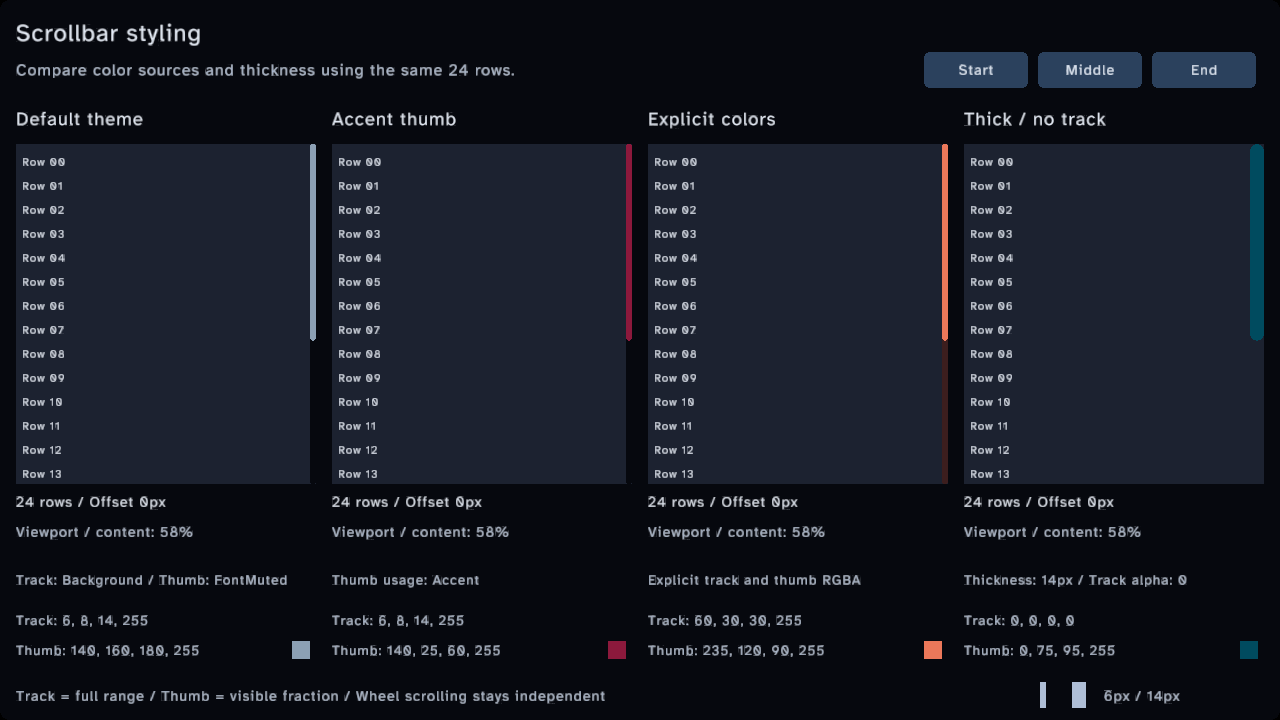 Scrollbar styling
Compare color sources and thickness using the same 24 rows.
Start
Middle
End
Default theme
Row 00
Row 01
Row 02
Row 03
Row 04
Row 05
Row 06
Row 07
Row 08
Row 09
Row 10
Row 11
Row 12
Row 13
24 rows / Offset 0px
Viewport / content: 58%
Track: Background / Thumb: FontMuted
Track: 6, 8, 14, 255
Thumb: 140, 160, 180, 255
Accent thumb
Row 00
Row 01
Row 02
Row 03
Row 04
Row 05
Row 06
Row 07
Row 08
Row 09
Row 10
Row 11
Row 12
Row 13
24 rows / Offset 0px
Viewport / content: 58%
Thumb usage: Accent
Track: 6, 8, 14, 255
Thumb: 140, 25, 60, 255
Explicit colors
Row 00
Row 01
Row 02
Row 03
Row 04
Row 05
Row 06
Row 07
Row 08
Row 09
Row 10
Row 11
Row 12
Row 13
24 rows / Offset 0px
Viewport / content: 58%
Explicit track and thumb RGBA
Track: 60, 30, 30, 255
Thumb: 235, 120, 90, 255
Thick / no track
Row 00
Row 01
Row 02
Row 03
Row 04
Row 05
Row 06
Row 07
Row 08
Row 09
Row 10
Row 11
Row 12
Row 13
24 rows / Offset 0px
Viewport / content: 58%
Thickness: 14px / Track alpha: 0
Track: 0, 0, 0, 0
Thumb: 0, 75, 95, 255
Track = full range / Thumb = visible fraction / Wheel scrolling stays independent
6px / 14px